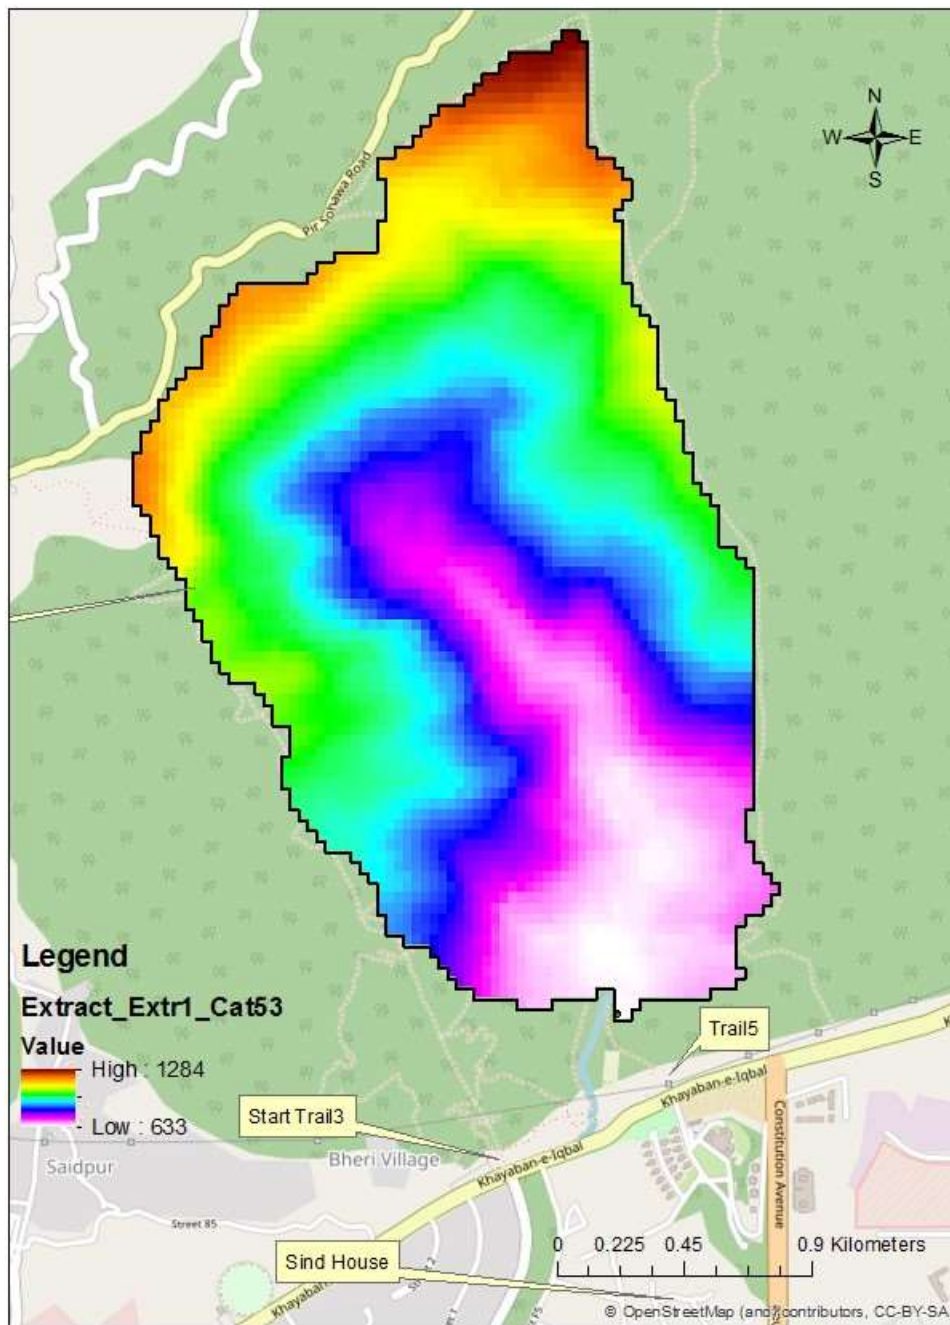 N
W E
S
Pir Sohawa Road
Legend
Extract_Extr1_Cat53
Value
High : 1284
Low : 633
Trail5
Khayaban-e-Iqbal
Start Trail3
Constitution Avenue
Saidpur
Bheri Village
Khayaban-e-Iqbal
Street 85
Sind House
Street 2
0 0.225 0.45 0.9 Kilometers
© OpenStreetMap (and) contributors, CC-BY-SA